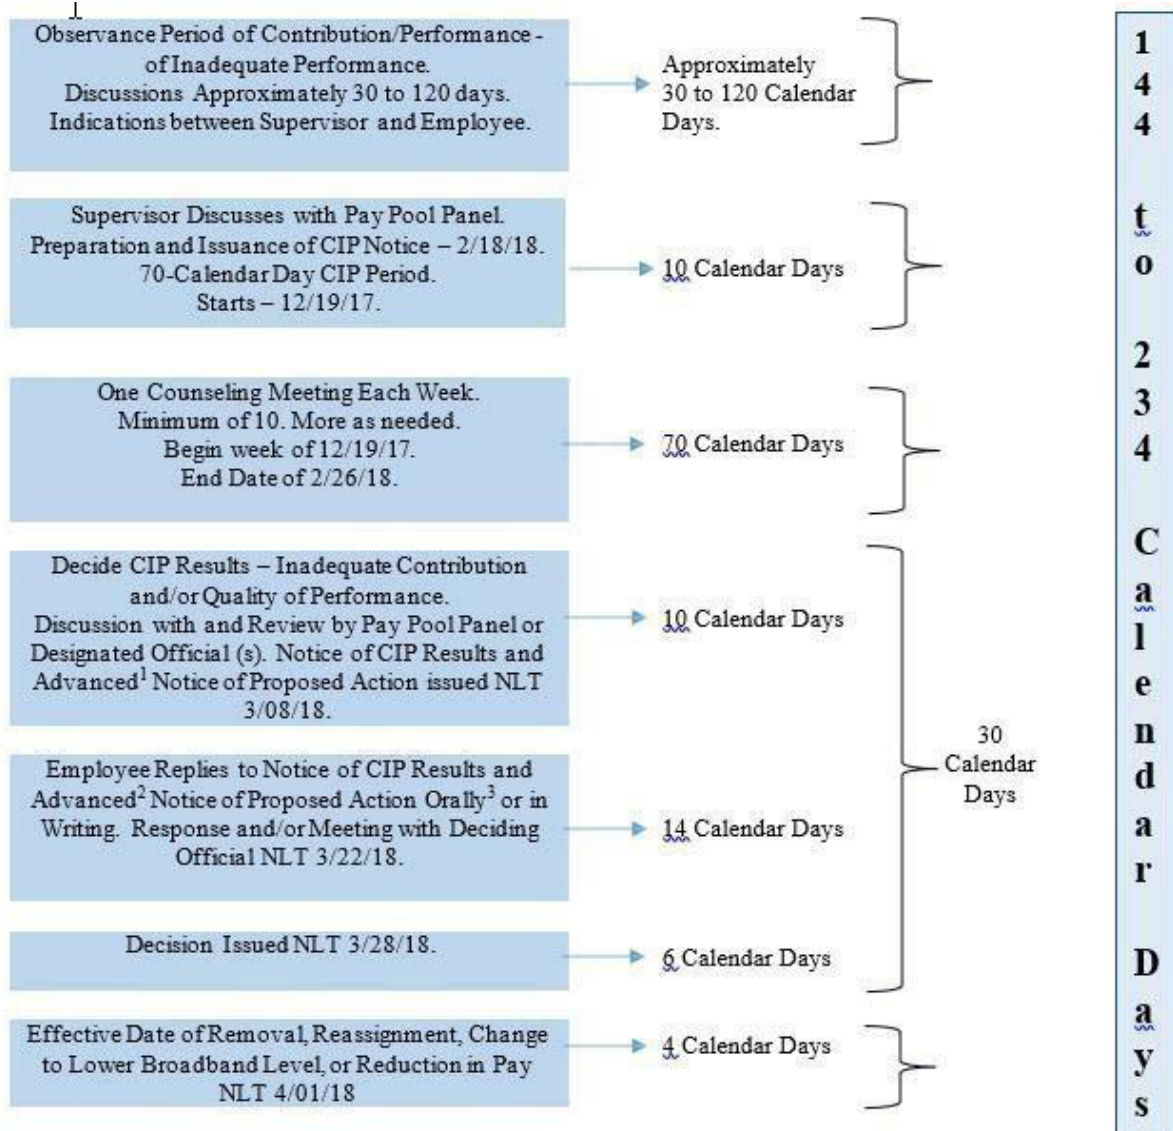 Observance Period of Contribution/Performance -
of Inadequate Performance.
Discussions Approximately 30 to 120 days.
Indications between Supervisor and Employee.
Approximately
30 to 120 Calendar
Days.
Supervisor Discusses with Pay Pool Panel.
Preparation and Issuance of CIP Notice – 2/18/18.
70-Calendar Day CIP Period.
Starts – 12/19/17.
10 Calendar Days
One Counseling Meeting Each Week.
Minimum of 10. More as needed.
Begin week of 12/19/17.
End Date of 2/26/18.
70 Calendar Days
Decide CIP Results – Inadequate Contribution
and/or Quality of Performance.
Discussion with and Review by Pay Pool Panel or
Designated Official (s). Notice of CIP Results and
Advanced¹ Notice of Proposed Action issued NLT
3/08/18.
10 Calendar Days
Employee Replies to Notice of CIP Results and
Advanced² Notice of Proposed Action Orally³ or in
Writing. Response and/or Meeting with Deciding
Official NLT 3/22/18.
14 Calendar Days
Decision Issued NLT 3/28/18.
6 Calendar Days
30
Calendar
Days
Effective Date of Removal, Reassignment, Change
to Lower Broadband Level, or Reduction in Pay
NLT 4/01/18
4 Calendar Days
144 to 234 Calendar Days